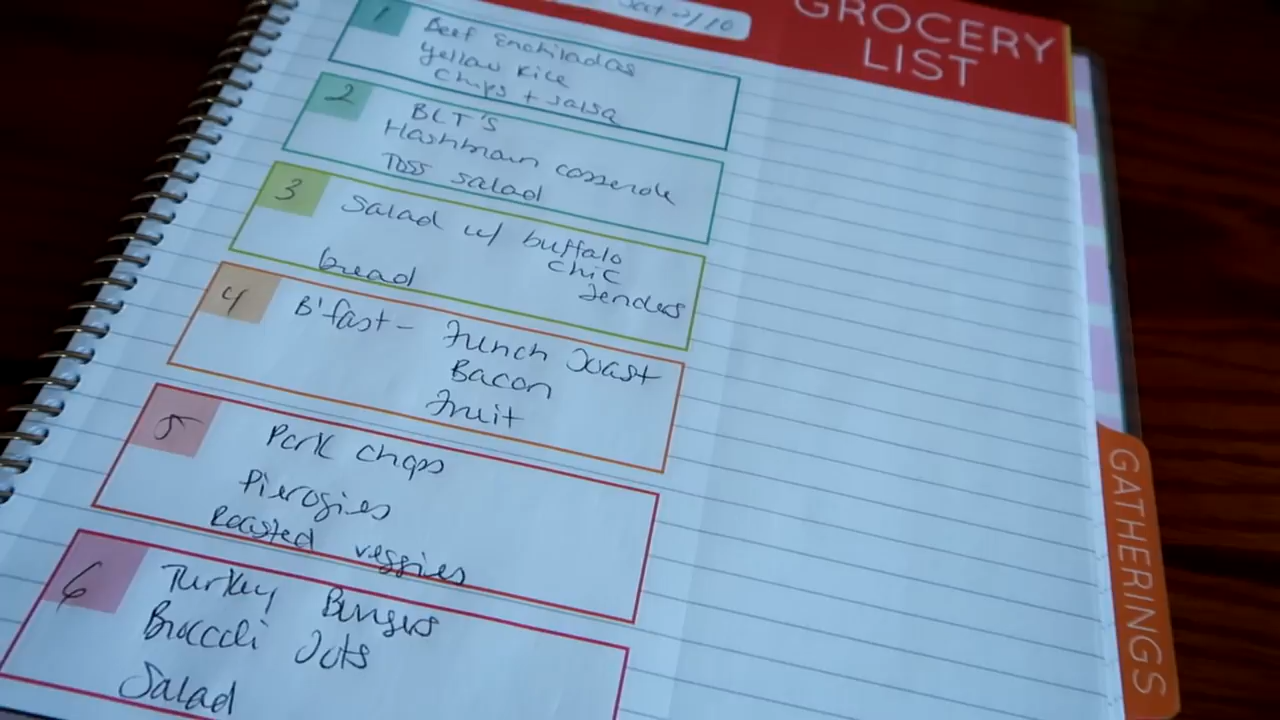 GROCERY
LIST
1
Beef Enchiladas
Yellow Rice
Chips + Salsa
2
BLT's
Hashbrown casserole
Toss salad
3
Salad w/ buffalo
chic
tenders
bread
4
B'fast - French Toast
Bacon
Fruit
5
Pork chops
Pierogies
Roasted veggies
6
Turkey Burgers
Broccoli Tots
Salad
GATHERINGS